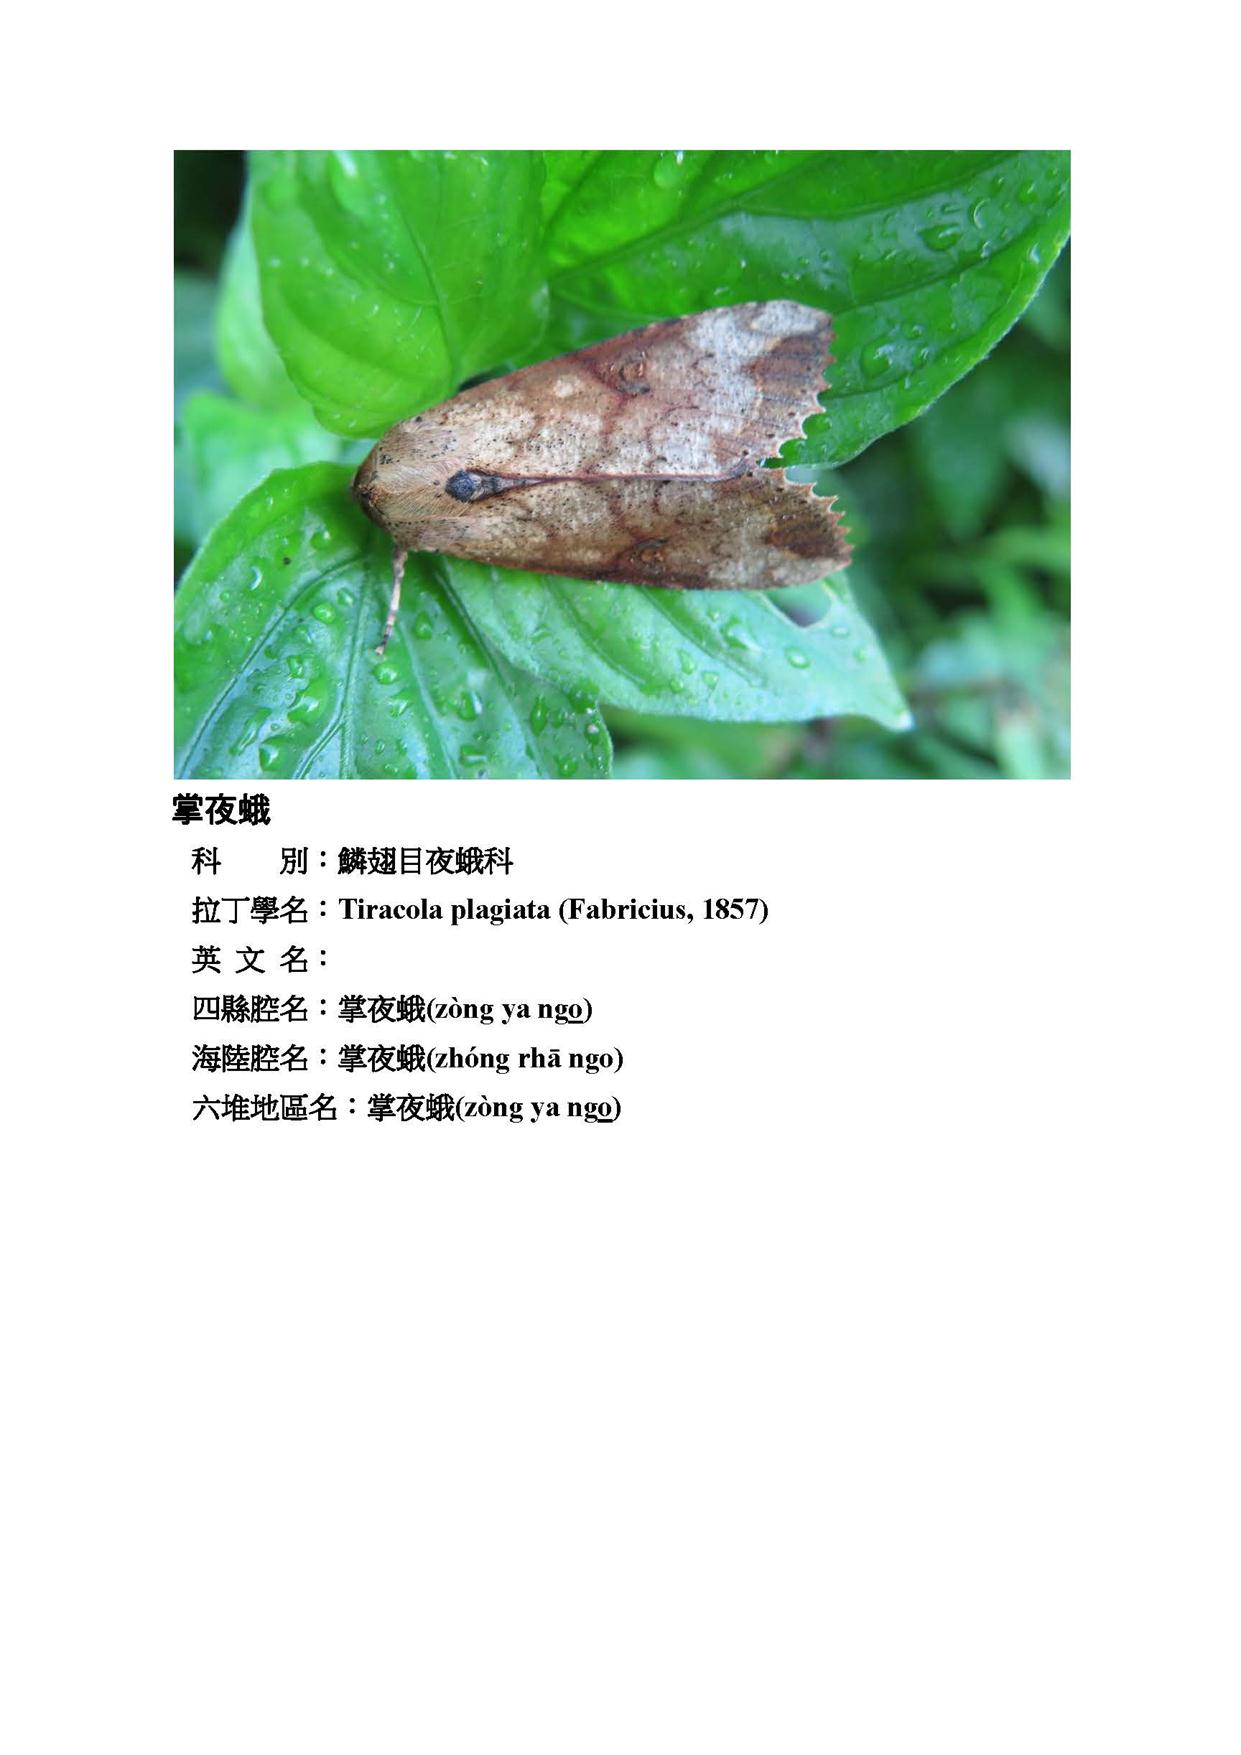 掌夜蛾
科　　別：鱗翅目夜蛾科
拉丁學名：Tiracola plagiata (Fabricius, 1857)
英 文 名：
四縣腔名：掌夜蛾(zòng ya ngo)
海陸腔名：掌夜蛾(zhóng rhā ngo)
六堆地區名：掌夜蛾(zòng ya ngo)